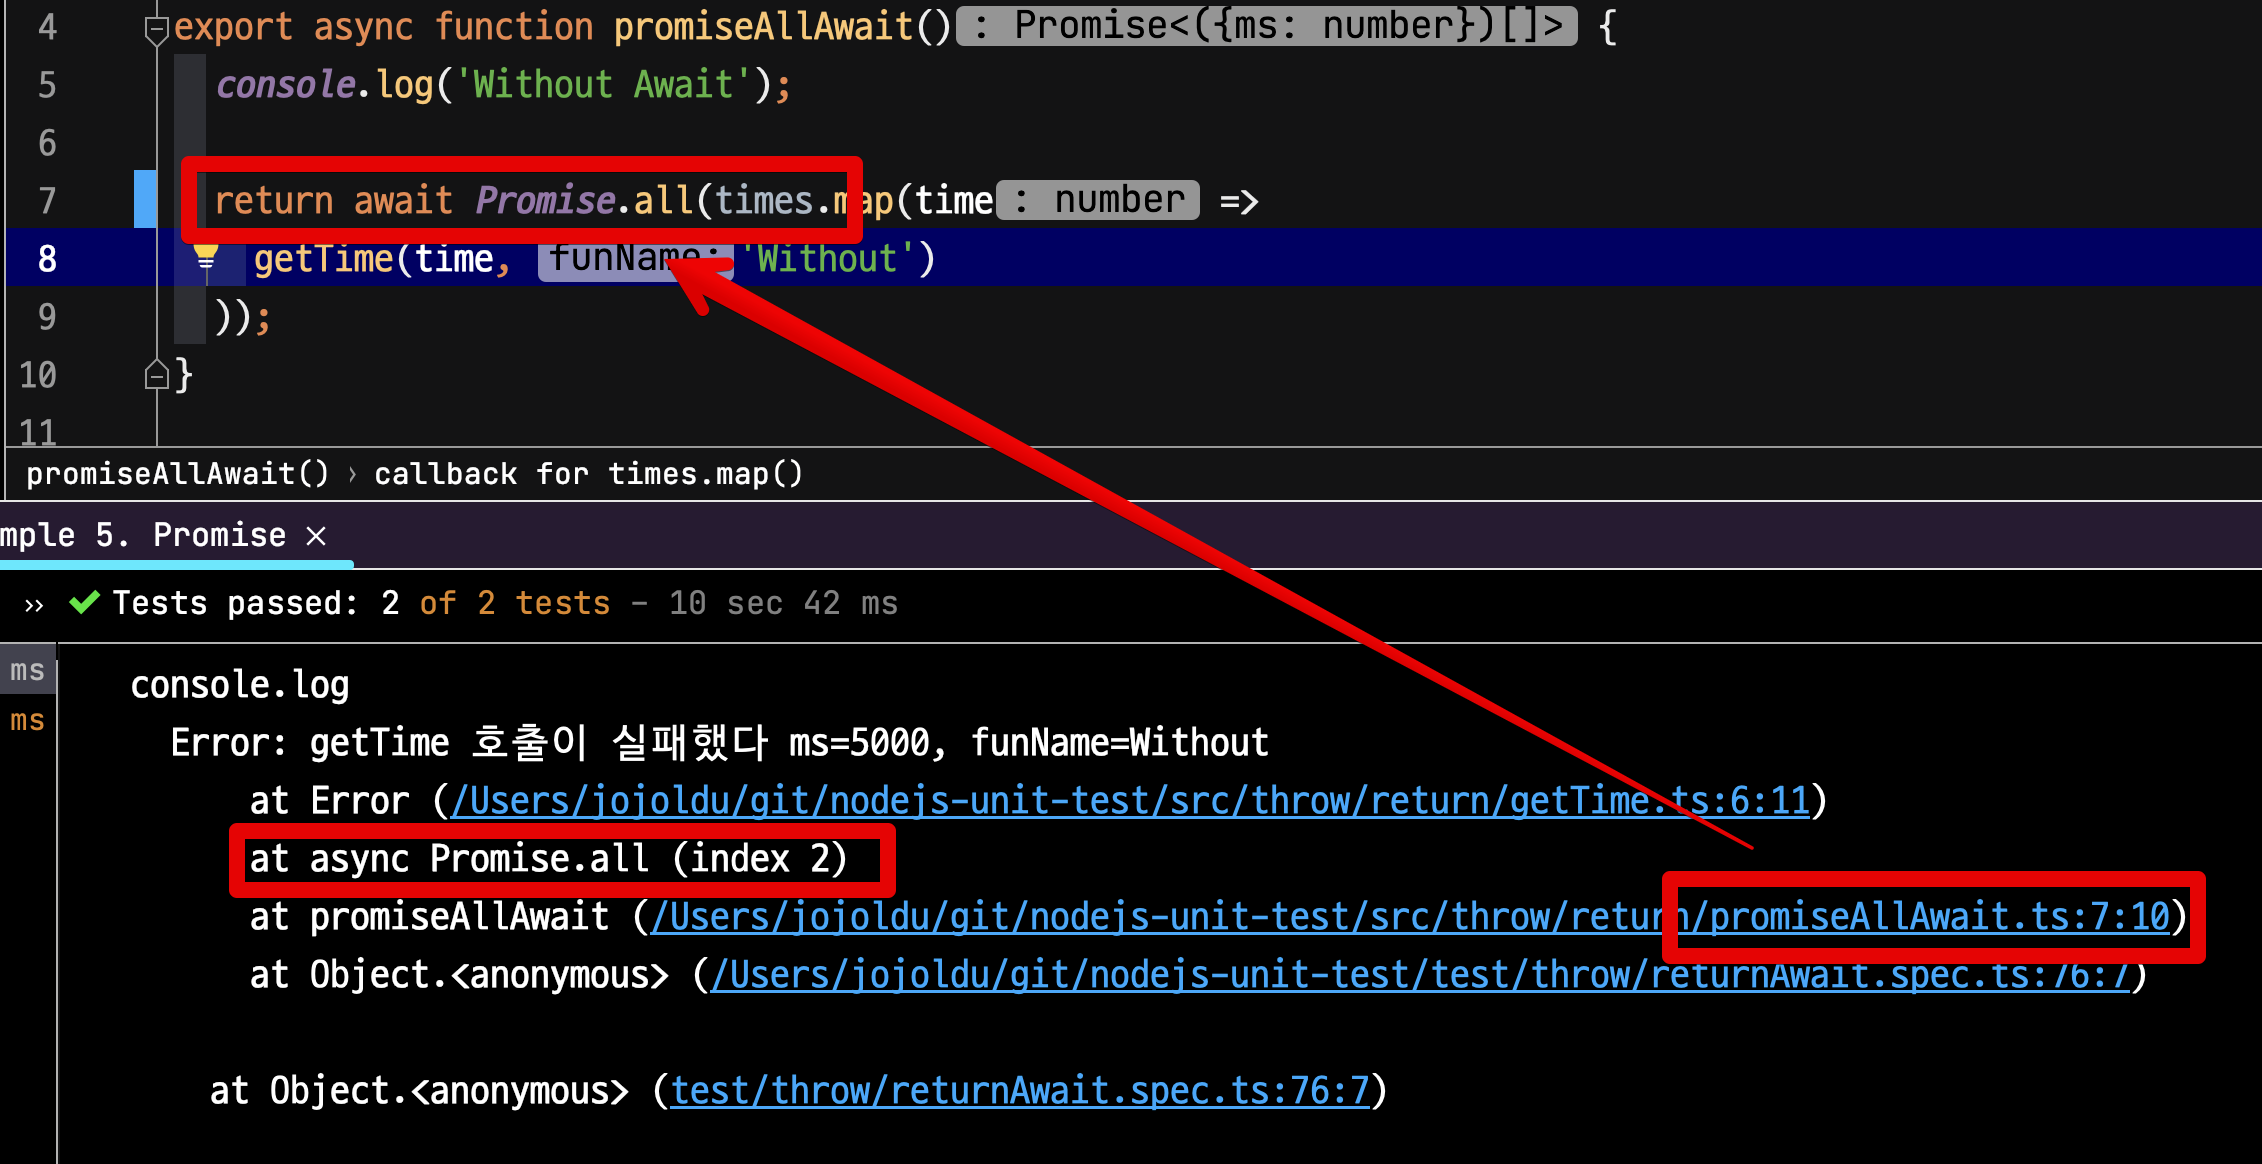 4 export async function promiseAllAwait() : Promise<({ms: number})[]> {
5 console.log('Without Await');
6
7 return await Promise.all(times.map(time : number =>
8 getTime(time, funName: 'Without')
9 ));
10 }
11
promiseAllAwait() › callback for times.map()
mple 5. Promise ×
›› ✔ Tests passed: 2 of 2 tests – 10 sec 42 ms
ms
ms
console.log
Error: getTime 호출이 실패했다 ms=5000, funName=Without
at Error (/Users/jojoldu/git/nodejs-unit-test/src/throw/return/getTime.ts:6:11)
at async Promise.all (index 2)
at promiseAllAwait (/Users/jojoldu/git/nodejs-unit-test/src/throw/return/promiseAllAwait.ts:7:10)
at Object.<anonymous> (/Users/jojoldu/git/nodejs-unit-test/test/throw/returnAwait.spec.ts:76:7)
at Object.<anonymous> (test/throw/returnAwait.spec.ts:76:7)